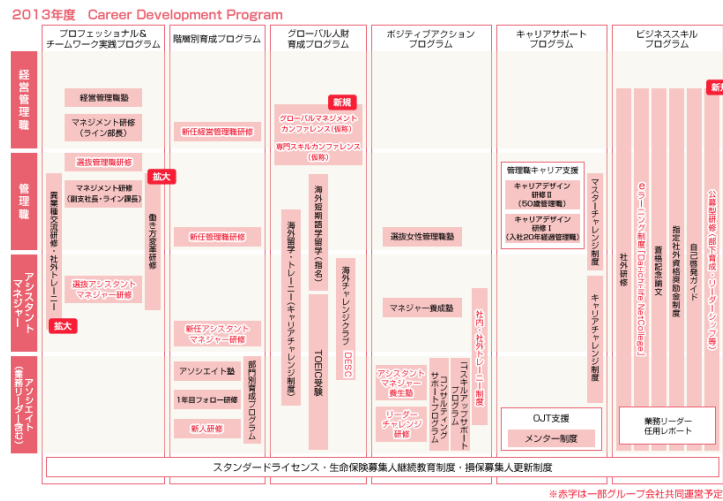 2013年度　Career Development Program
プロフェッショナル&
チームワーク実践プログラム
階層別育成プログラム
グローバル人財
育成プログラム
ポジティブアクション
プログラム
キャリアサポート
プログラム
ビジネススキル
プログラム
経営管理職
管理職
アシスタント
マネジャー
アソシエイト
(業務リーダー含む)
経営管理職塾
マネジメント研修
(ライン部長)
選抜管理職研修
拡大
マネジメント研修
(副支社長・ライン課長)
異業種交流研修・社外トレーニー
働き方変革研修
選抜アシスタント
マネジャー研修
拡大
新任経営管理職研修
新任管理職研修
新任アシスタント
マネジャー研修
アソシエイト塾
1年目フォロー研修
新人研修
部門別育成プログラム
新規
グローバルマネジメント
カンファレンス(仮称)
専門スキルカンファレンス
(仮称)
海外留学・トレーニー(キャリアチャレンジ制度)
海外短期語学留学(指名)
TOEIC受験
海外チャレンジクラブ
DESC
選抜女性管理職塾
マネジャー養成塾
アシスタント
マネジャー
養生塾
リーダー
チャレンジ
研修
コンサルティング
サポートプログラム
ITスキルアップサポート
プログラム
社内・社外トレーニー制度
管理職キャリア支援
キャリアデザイン
研修Ⅱ
(50歳管理職)
キャリアデザイン
研修Ⅰ
(入社20年経過管理職)
マスターチャレンジ制度
キャリアチャレンジ制度
OJT支援
メンター制度
新規
社外研修
eラーニング制度「Dai-ichi-life NetCollege」
蒼格記念論文
指定社外資格奨励金制度
自己啓発ガイド
公募型研修(部下育成・リーダーシップ等)
業務リーダー
任用レポート
スタンダードライセンス・生命保険募集人継続教育制度・損保募集人更新制度
※赤字は一部グループ会社共同運営予定